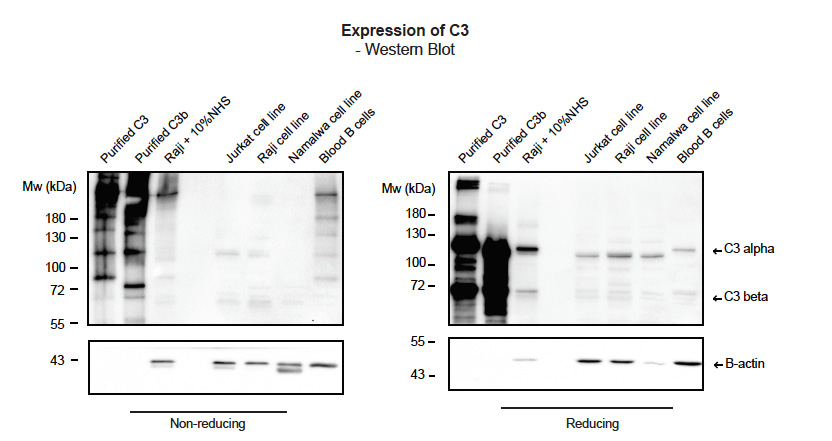 Expression of C3
- Western Blot
Purified C3
Purified C3b
Raji + 10%NHS
Jurkat cell line
Raji cell line
Namalwa cell line
Blood B cells
Mw (kDa)
180
130
100
72
55
43
Non-reducing
Purified C3
Purified C3b
Raji + 10%NHS
Jurkat cell line
Raji cell line
Namalwa cell line
Blood B cells
Mw (kDa)
180
130
100
72
55
43
C3 alpha
C3 beta
B-actin
Reducing